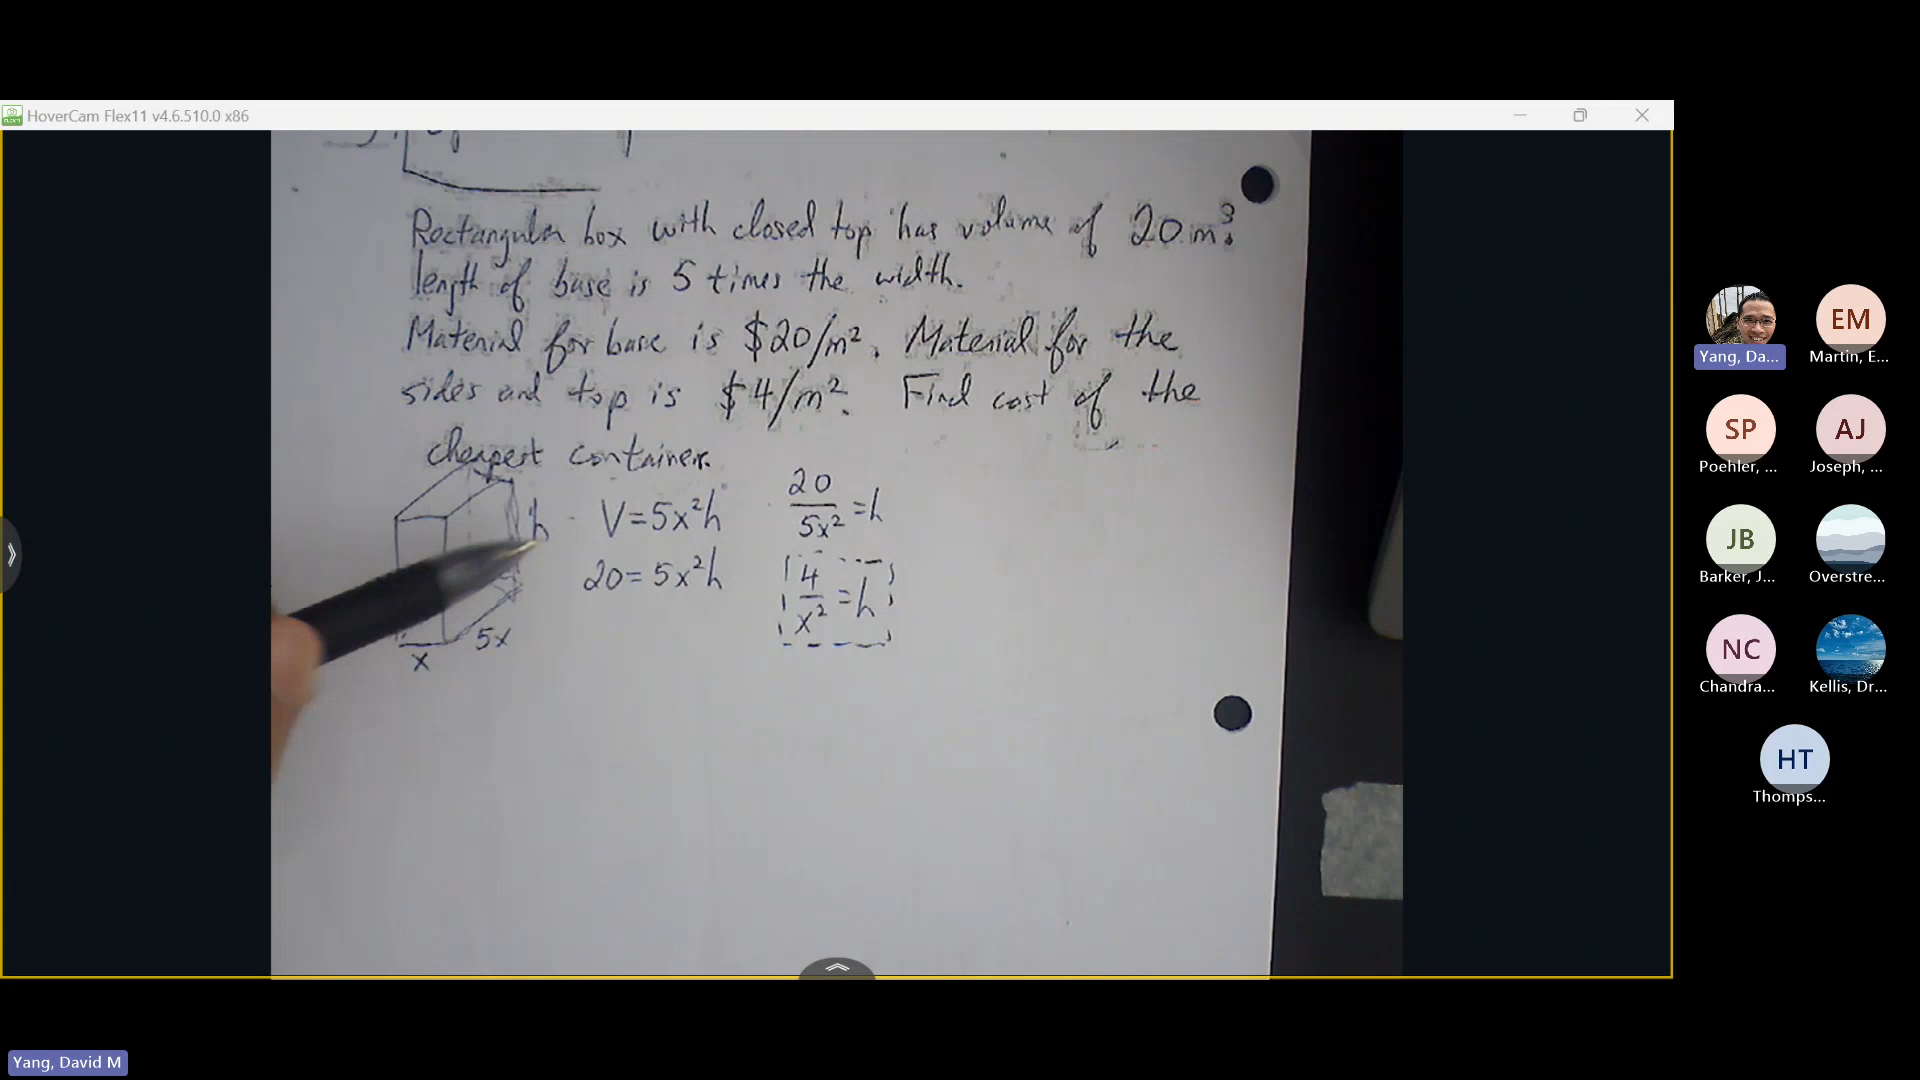 HoverCam Flex11 v4.6.510.0 x86
Rectangular box with closed top has volume of 20 m³.
length of base is 5 times the width.
Material for base is $20/m². Material for the
sides and top is $4/m². Find cost of the
cheapest container.
h
V=5x²h
20/5x² =h
20=5x²h
4/x² =h
5x
x
Yang, Da...
EM
Martin, E...
SP
Poehler, ...
AJ
Joseph, ...
JB
Barker, J...
Overstre...
NC
Chandra...
Kellis, Dr...
HT
Thomps...
Yang, David M